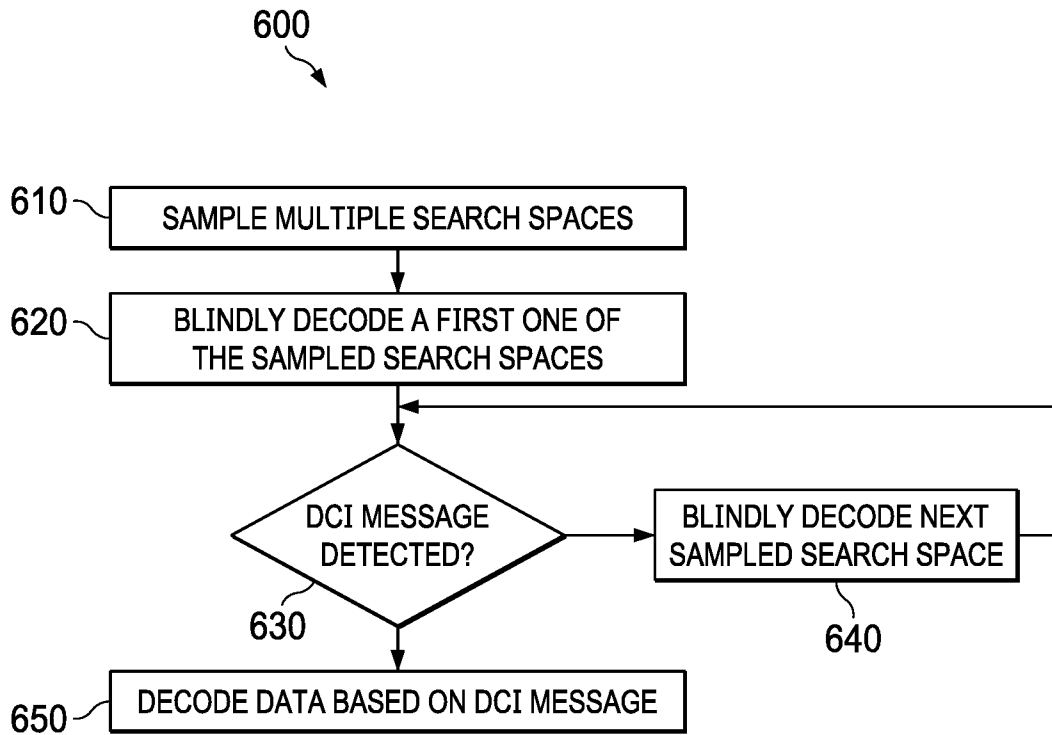 600
610
SAMPLE MULTIPLE SEARCH SPACES
620
BLINDLY DECODE A FIRST ONE OF
THE SAMPLED SEARCH SPACES
DCI MESSAGE
DETECTED?
630
BLINDLY DECODE NEXT
SAMPLED SEARCH SPACE
640
650
DECODE DATA BASED ON DCI MESSAGE